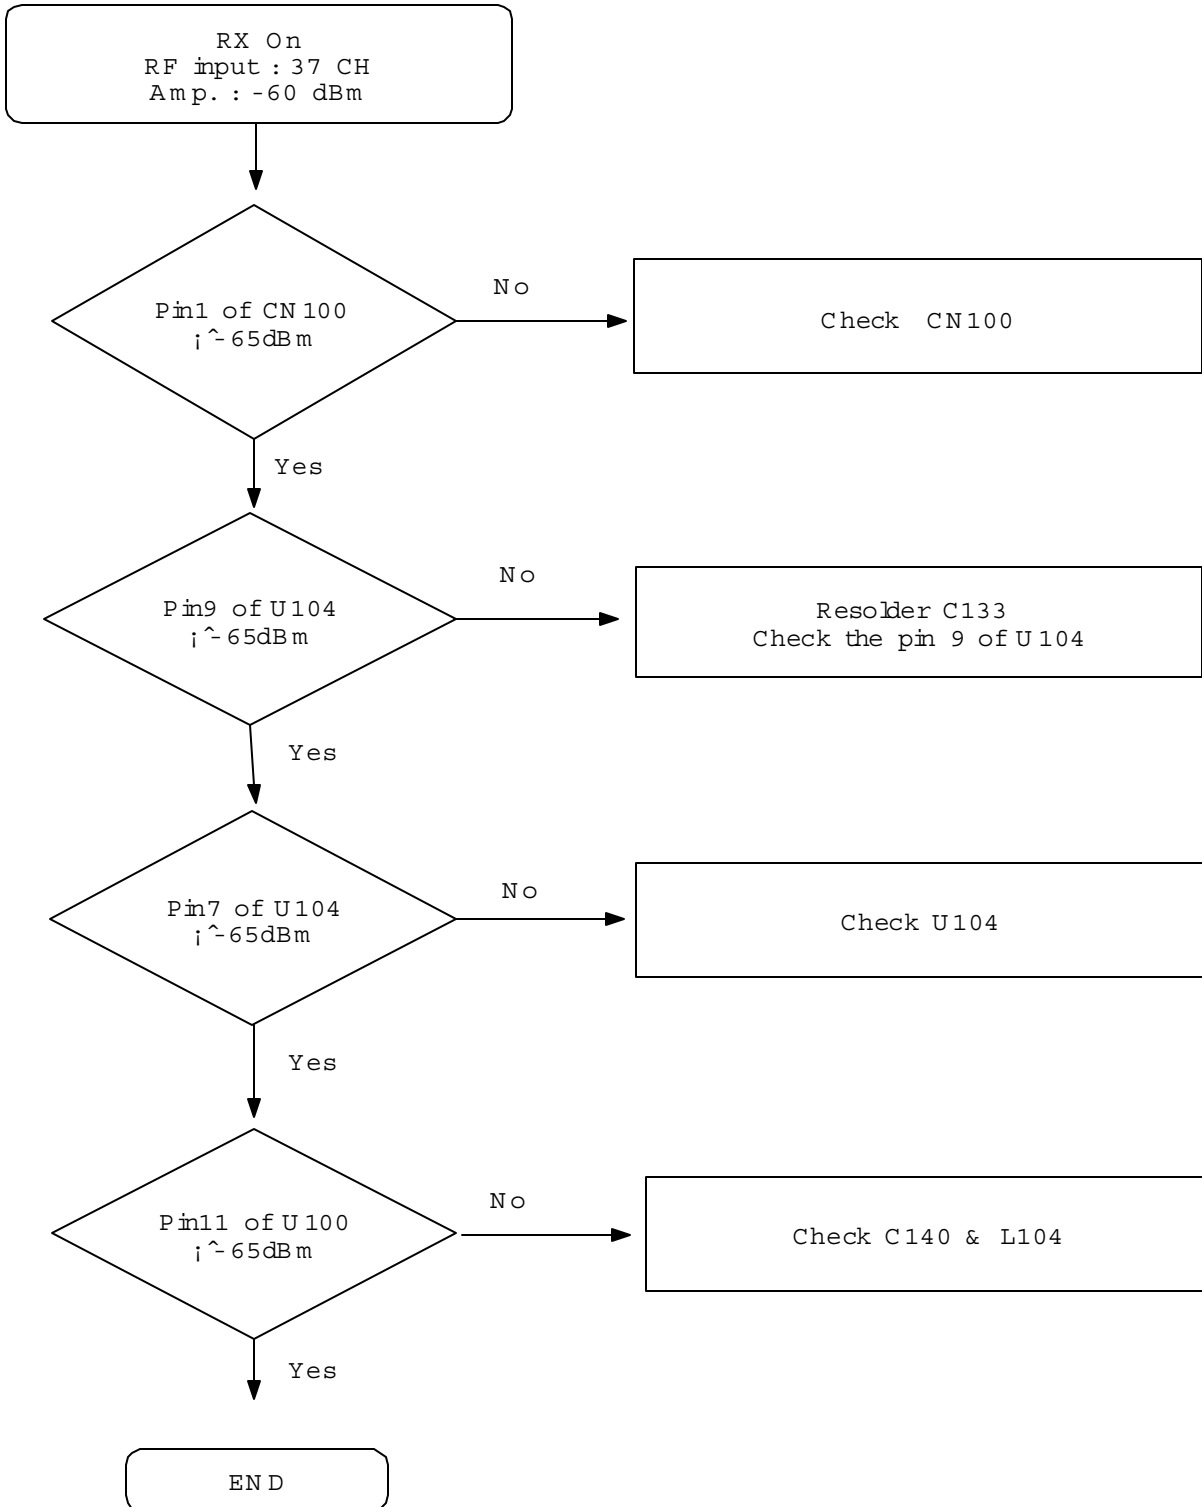 RX On
RF input : 37 CH
Amp. : -60 dBm
Pin1 of CN100
¡^-65dBm
No
Check CN100
Yes
Pin9 of U104
¡^-65dBm
No
Resolder C133
Check the pin 9 of U104
Yes
Pin7 of U104
¡^-65dBm
No
Check U104
Yes
Pin11 of U100
¡^-65dBm
No
Check C140 & L104
Yes
END